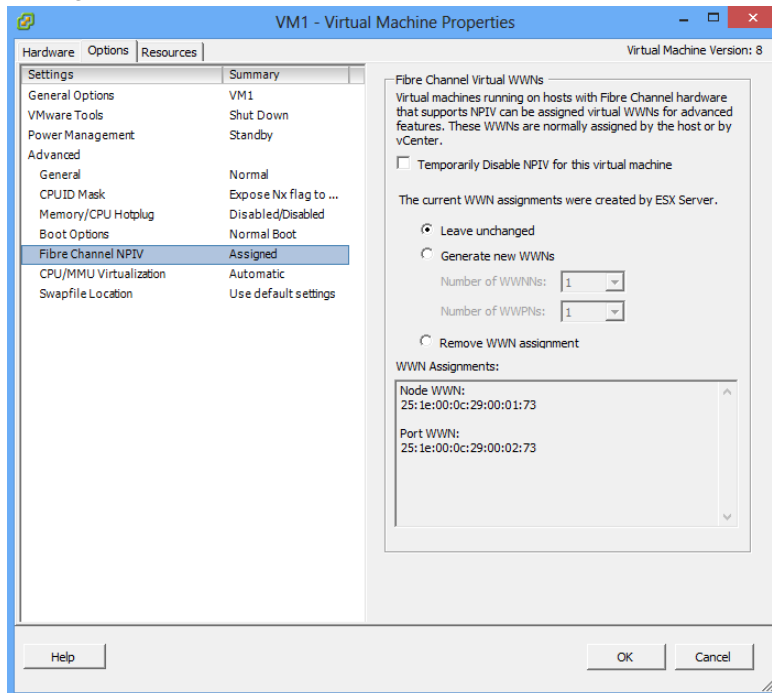 VM1 - Virtual Machine Properties
Hardware Options Resources Virtual Machine Version: 8
Settings Summary
General Options VM1
VMware Tools Shut Down
Power Management Standby
Advanced
General Normal
CPUID Mask Expose Nx flag to ...
Memory/CPU Hotplug Disabled/Disabled
Boot Options Normal Boot
Fibre Channel NPIV Assigned
CPU/MMU Virtualization Automatic
Swapfile Location Use default settings
Fibre Channel Virtual WWNs
Virtual machines running on hosts with Fibre Channel hardware
that supports NPIV can be assigned virtual WWNs for advanced
features. These WWNs are normally assigned by the host or by
vCenter.
Temporarily Disable NPIV for this virtual machine
The current WWN assignments were created by ESX Server.
Leave unchanged
Generate new WWNs
Number of WWNNs: 1
Number of WWPNs: 1
Remove WWN assignment
WWN Assignments:
Node WWN:
25:1e:00:0c:29:00:01:73
Port WWN:
25:1e:00:0c:29:00:02:73
Help OK Cancel